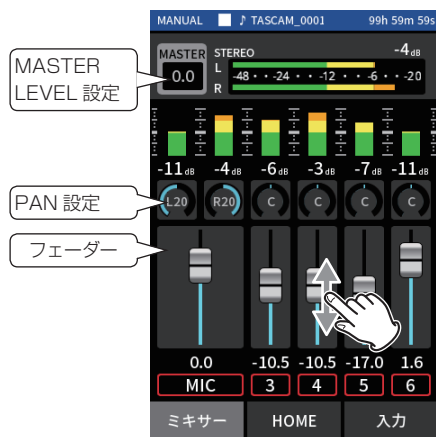 MANUAL ♪ TASCAM_0001 99h 59m 59s
MASTER STEREO -4dB
0.0
L
-48 · · -24 · · -12 · · -6 · · -20
R
MASTER
LEVEL 設定
-11dB -4dB -6dB -3dB -7dB -11dB
PAN 設定
L20 R20 C C C C
フェーダー
0.0 -10.5 -10.5 -17.0 1.6
MIC 3 4 5 6
ミキサー HOME 入力